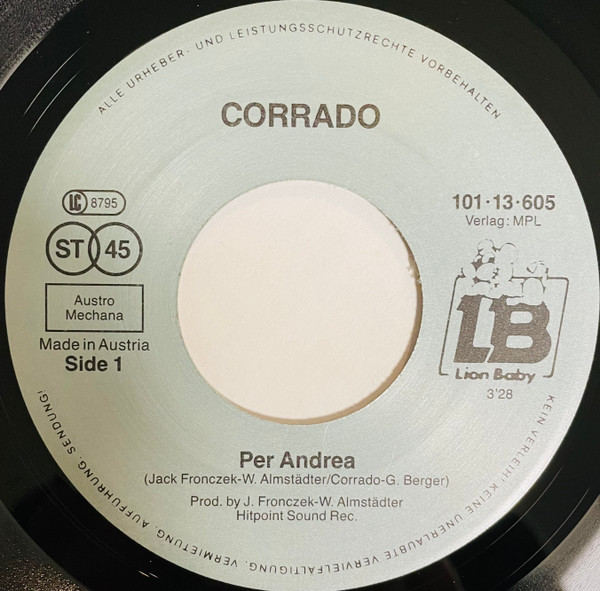 ALLE URHEBER- UND LEISTUNGSSCHUTZRECHTE VORBEHALTEN
CORRADO
LC 8795
ST 45
Austro
Mechana
Made in Austria
Side 1
101·13·605
Verlag: MPL
LB
Lion Baby
3'28
Per Andrea
(Jack Fronczek-W. Almstädter/Corrado-G. Berger)
Prod. by J. Fronczek-W. Almstädter
Hitpoint Sound Rec.
KEIN VERLEIH! KEINE UNERLAUBTE VERVIELFÄLTIGUNG, VERMIETUNG, AUFFÜHRUNG, SENDUNG!